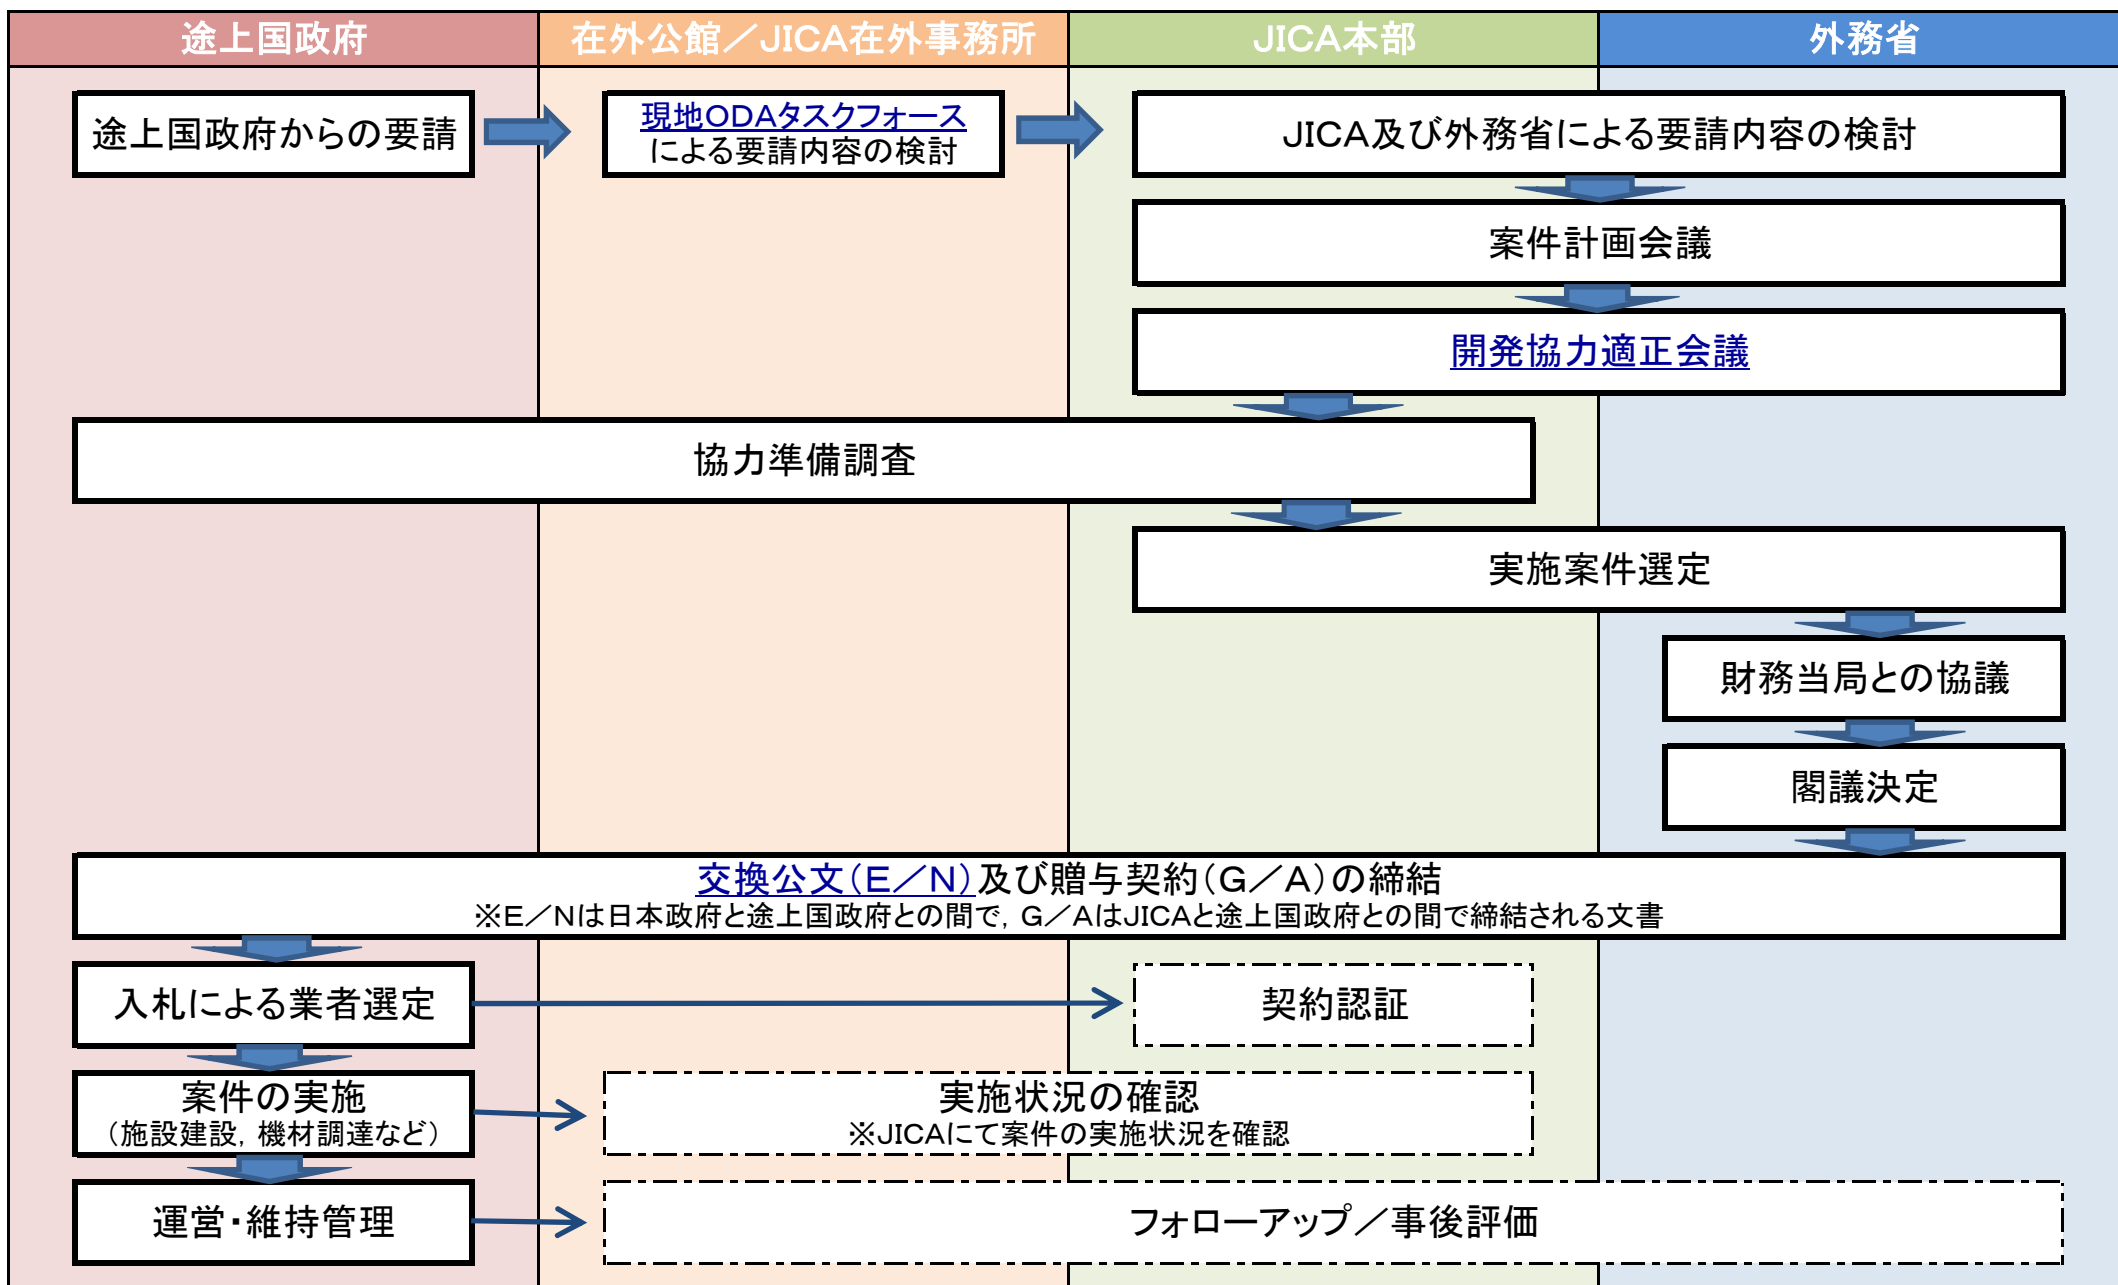 途上国政府
在外公館／JICA在外事務所
JICA本部
外務省
途上国政府からの要請
現地ODAタスクフォース
による要請内容の検討
JICA及び外務省による要請内容の検討
案件計画会議
開発協力適正会議
協力準備調査
実施案件選定
財務当局との協議
閣議決定
交換公文（E／N）及び贈与契約（G／A）の締結
※E／Nは日本政府と途上国政府との間で，G／AはJICAと途上国政府との間で締結される文書
入札による業者選定
契約認証
案件の実施
（施設建設，機材調達など）
実施状況の確認
※JICAにて案件の実施状況を確認
運営・維持管理
フォローアップ／事後評価